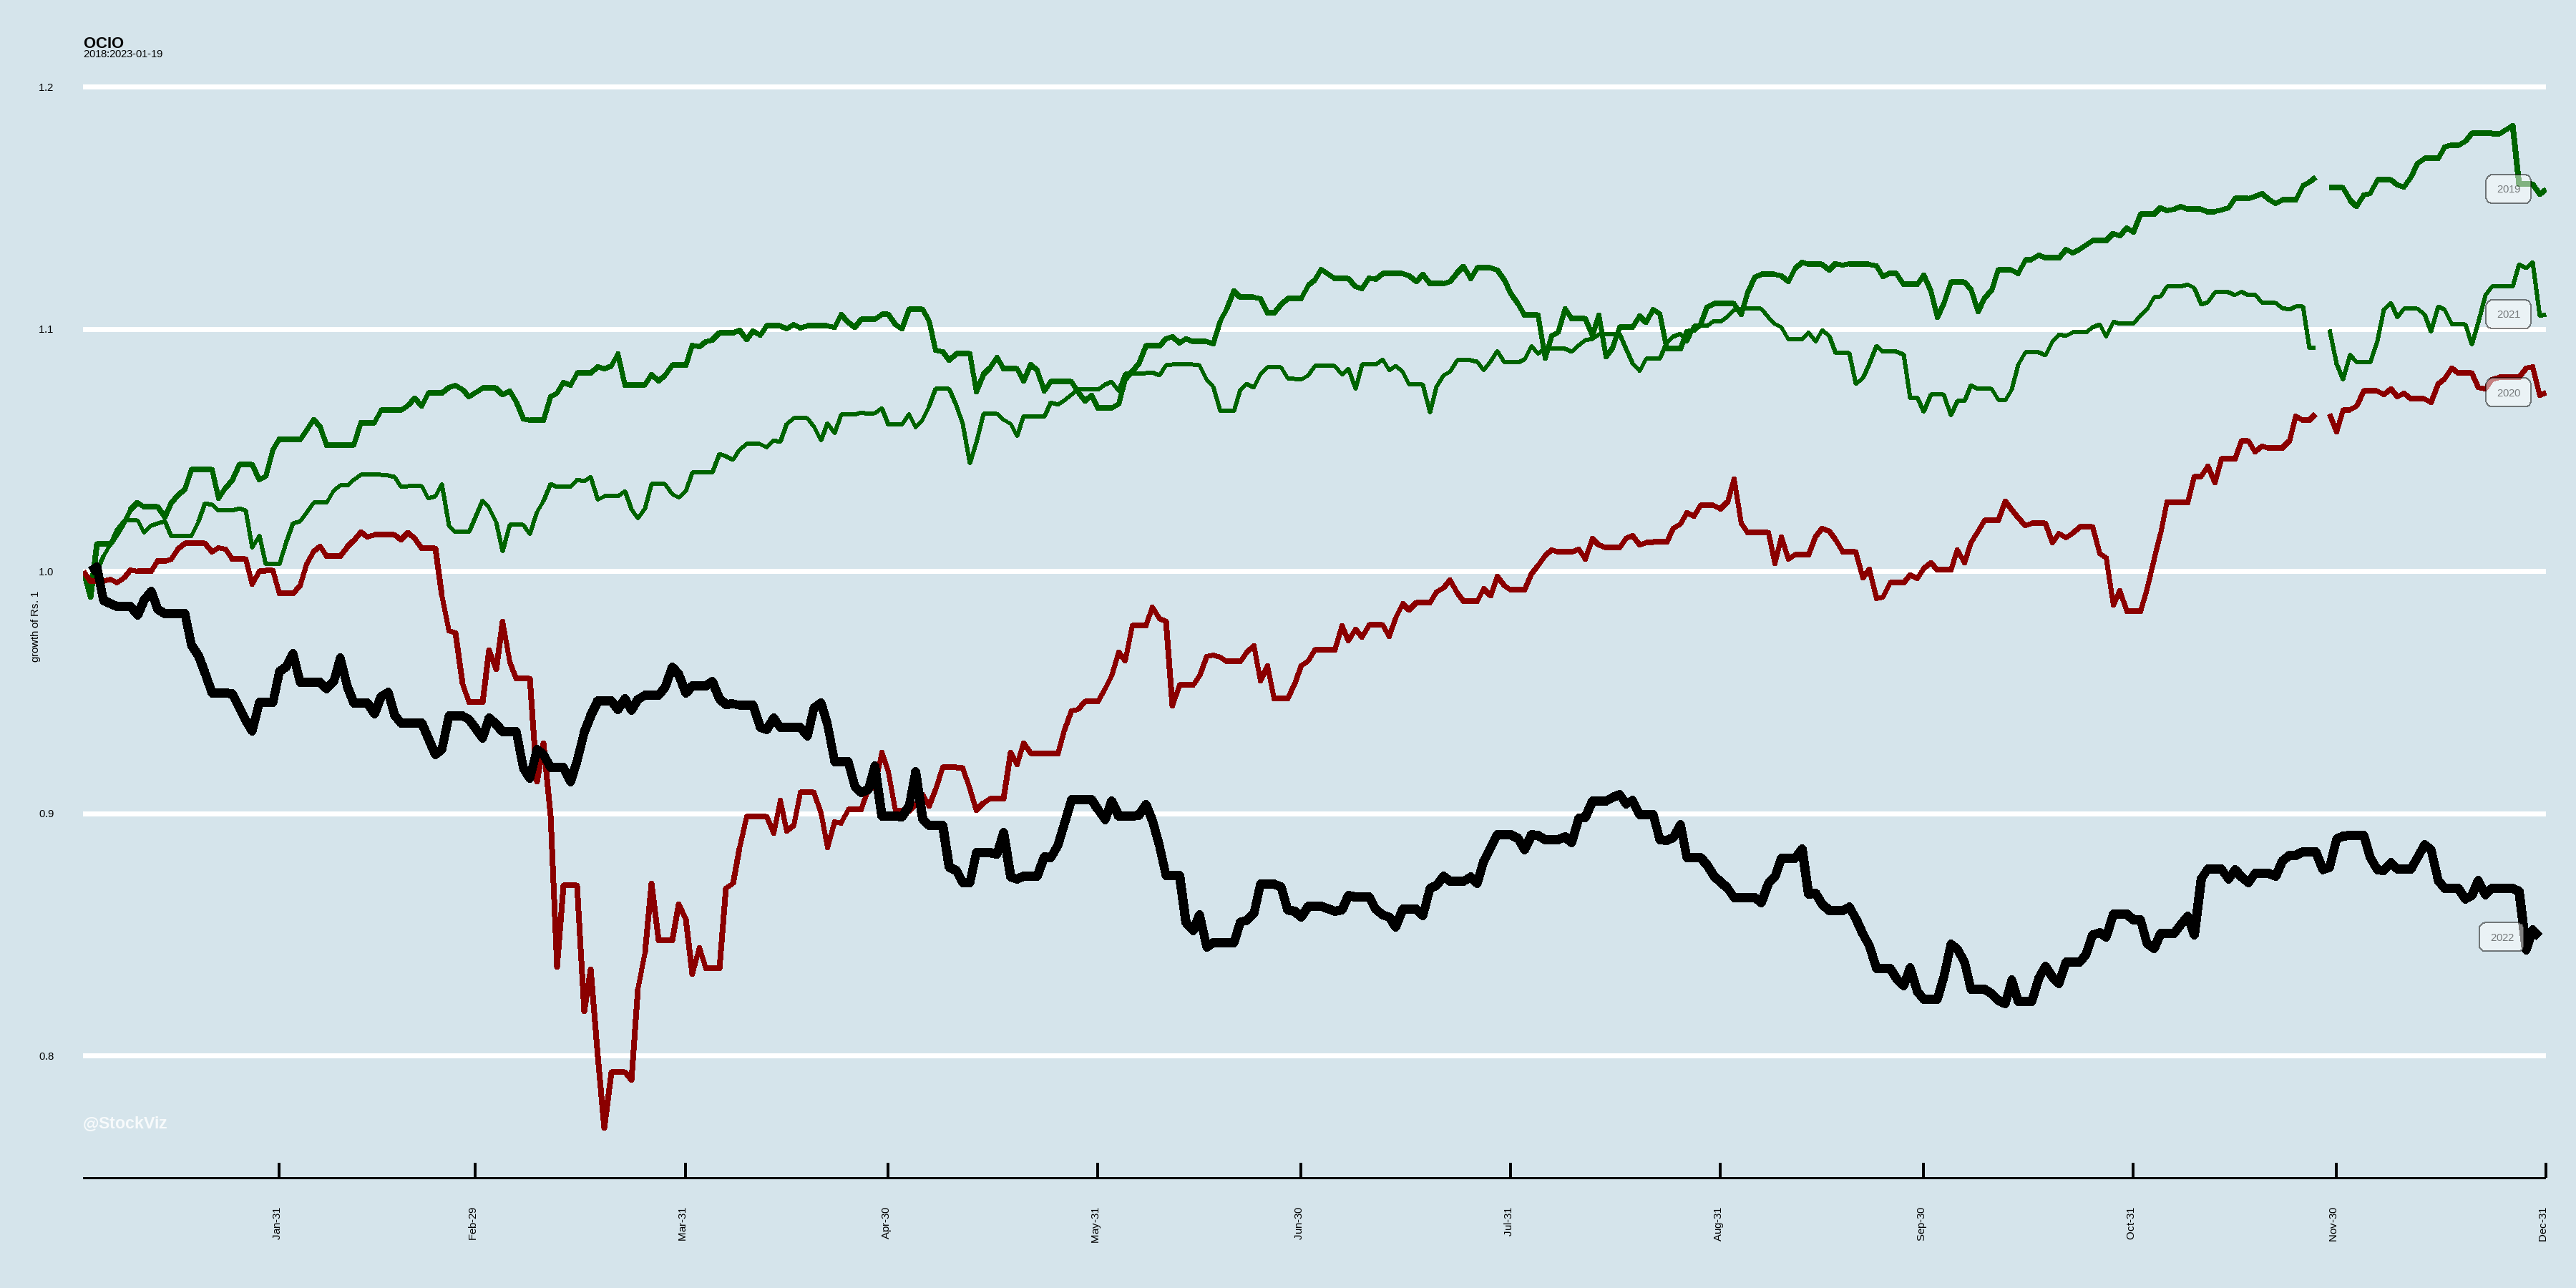 OCIO
2018:2023-01-19
1.2
1.1
1.0
0.9
0.8
growth of Rs. 1
2019
2021
2020
2022
@StockViz
Jan-31
Feb-29
Mar-31
Apr-30
May-31
Jun-30
Jul-31
Aug-31
Sep-30
Oct-31
Nov-30
Dec-31